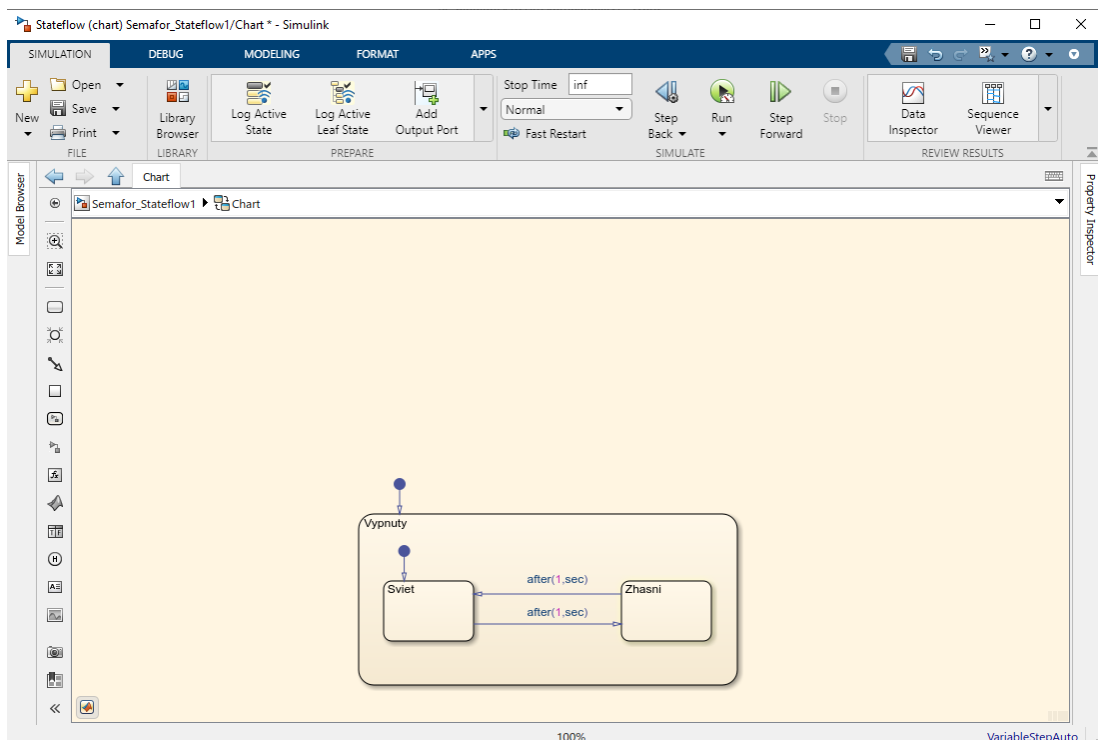 Stateflow (chart) Semafor_Stateflow1/Chart * - Simulink
SIMULATION DEBUG MODELING FORMAT APPS
New
Open
Save
Print
FILE
Library
Browser
LIBRARY
Log Active
State
Log Active
Leaf State
Add
Output Port
PREPARE
Stop Time inf
Normal
Fast Restart
Step
Back
Run
Step
Forward
Stop
SIMULATE
Data
Inspector
Sequence
Viewer
REVIEW RESULTS
Model Browser
Chart
Property Inspector
Semafor_Stateflow1 Chart
Vypnuty
Sviet
after(1,sec)
Zhasni
after(1,sec)
100%
VariableStepAuto